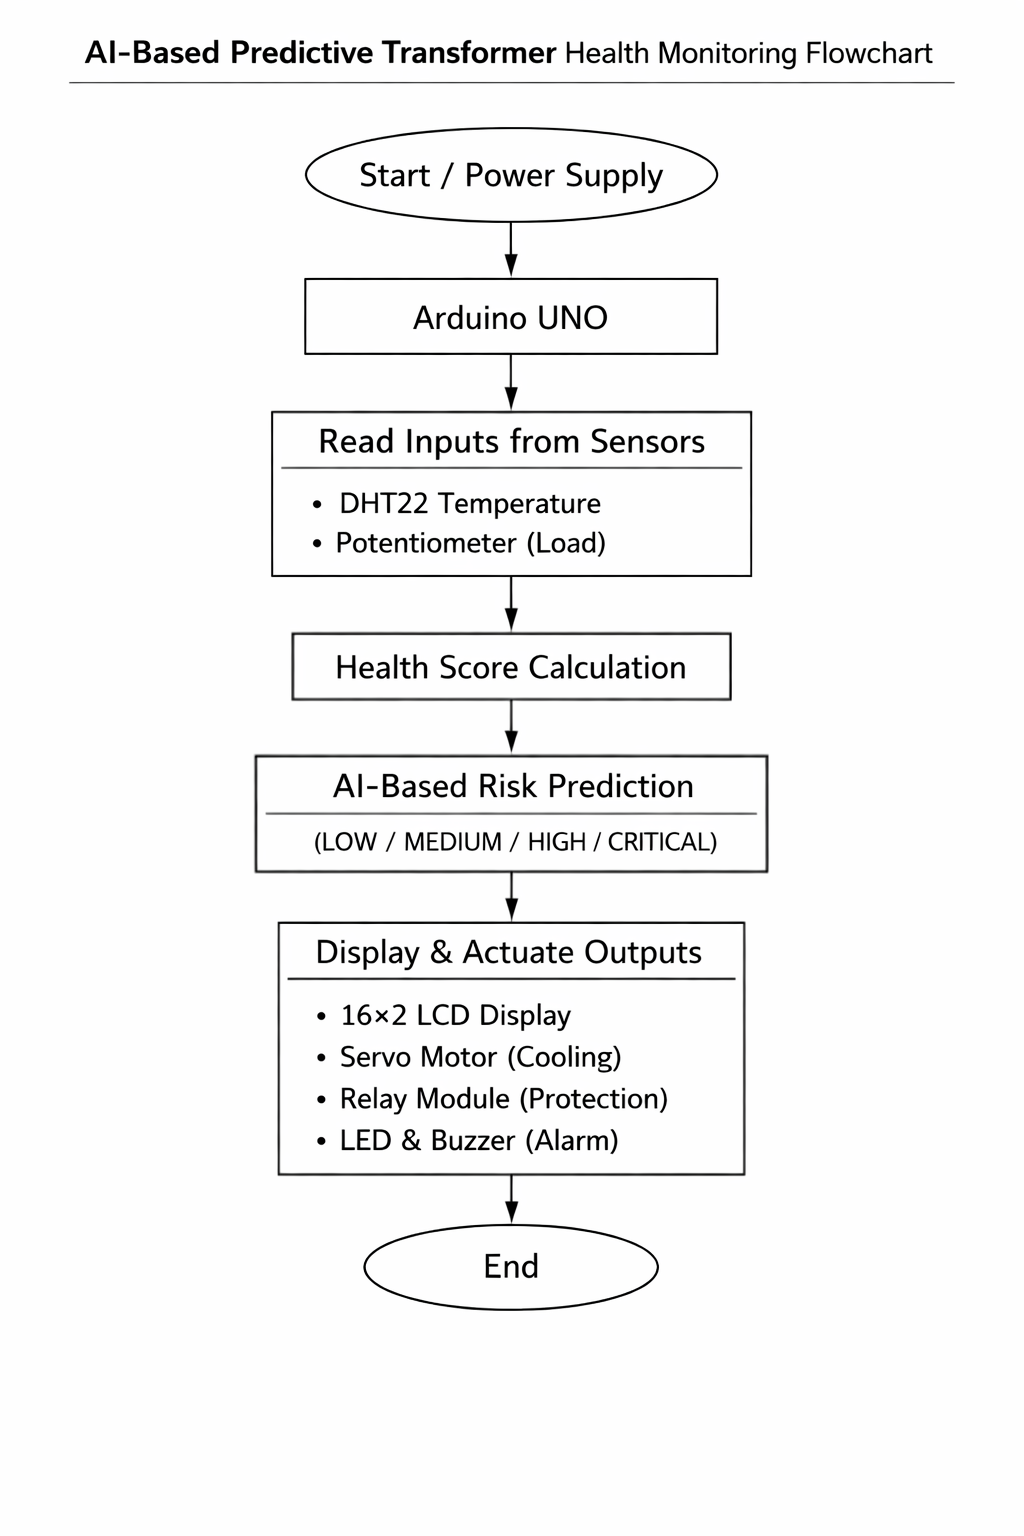 AI-Based Predictive Transformer Health Monitoring Flowchart
Start / Power Supply
Arduino UNO
Read Inputs from Sensors
• DHT22 Temperature
• Potentiometer (Load)
Health Score Calculation
AI-Based Risk Prediction
(LOW / MEDIUM / HIGH / CRITICAL)
Display & Actuate Outputs
• 16×2 LCD Display
• Servo Motor (Cooling)
• Relay Module (Protection)
• LED & Buzzer (Alarm)
End